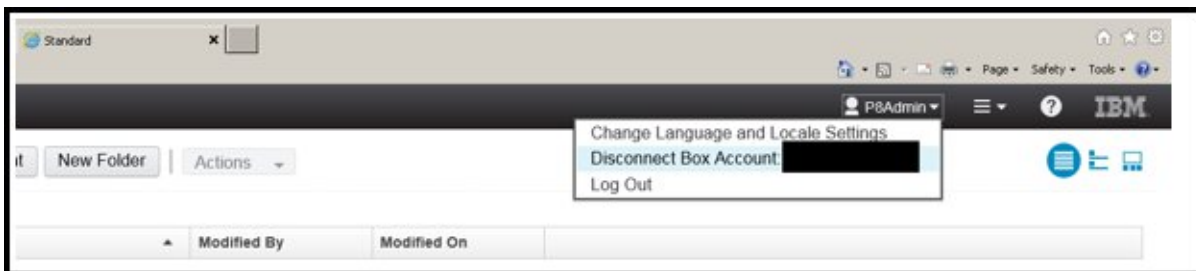 Standard
Page Safety Tools
P8Admin IBM
Change Language and Locale Settings
Disconnect Box Account:
Log Out
t New Folder Actions
Modified By Modified On